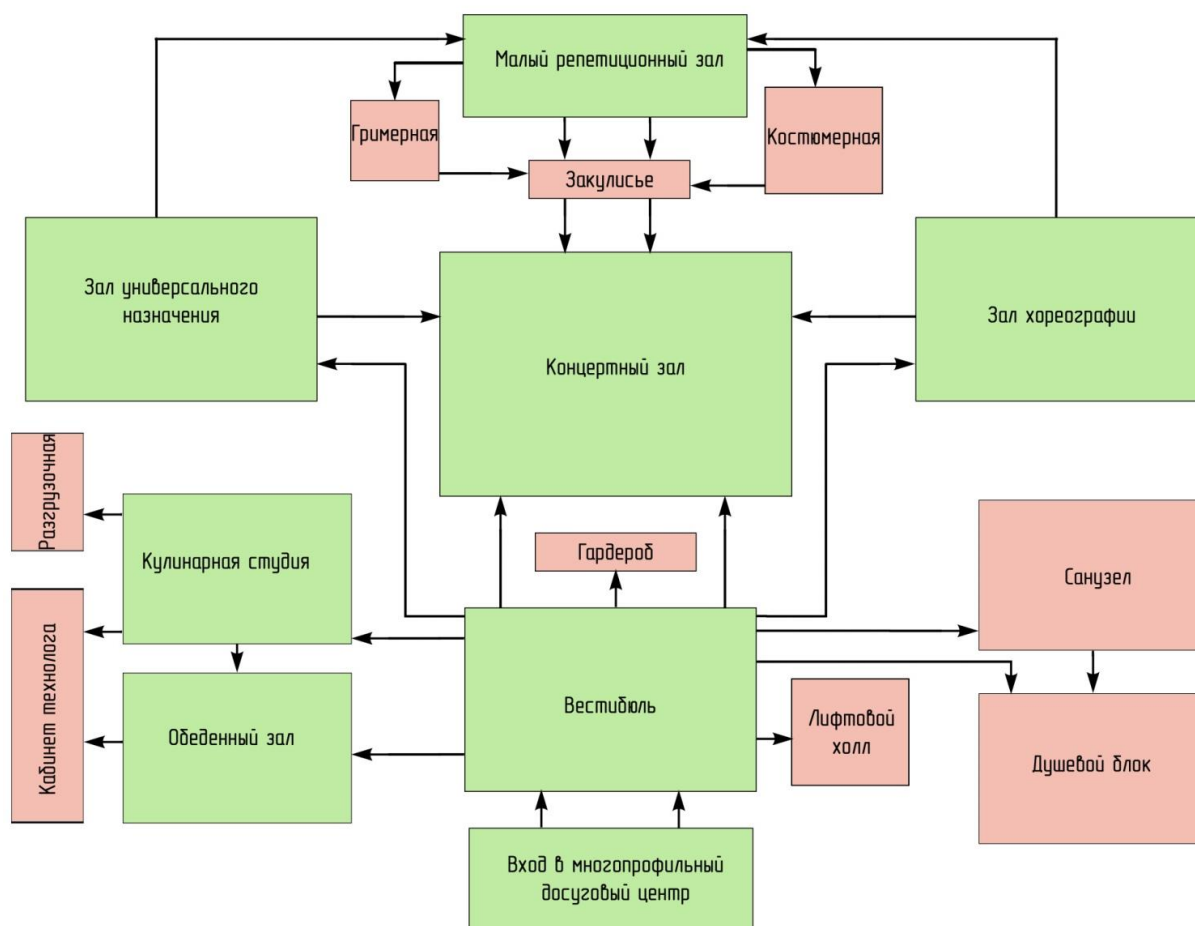 Малый репетиционный зал
Гримерная
Костюмерная
Закулисье
Зал универсального
назначения
Концертный зал
Зал хореографии
Разгрузочная
Кулинарная студия
Гардероб
Санузел
Кабинет технолога
Обеденный зал
Вестибюль
Лифтовой
холл
Душевой блок
Вход в многопрофильный
досуговый центр